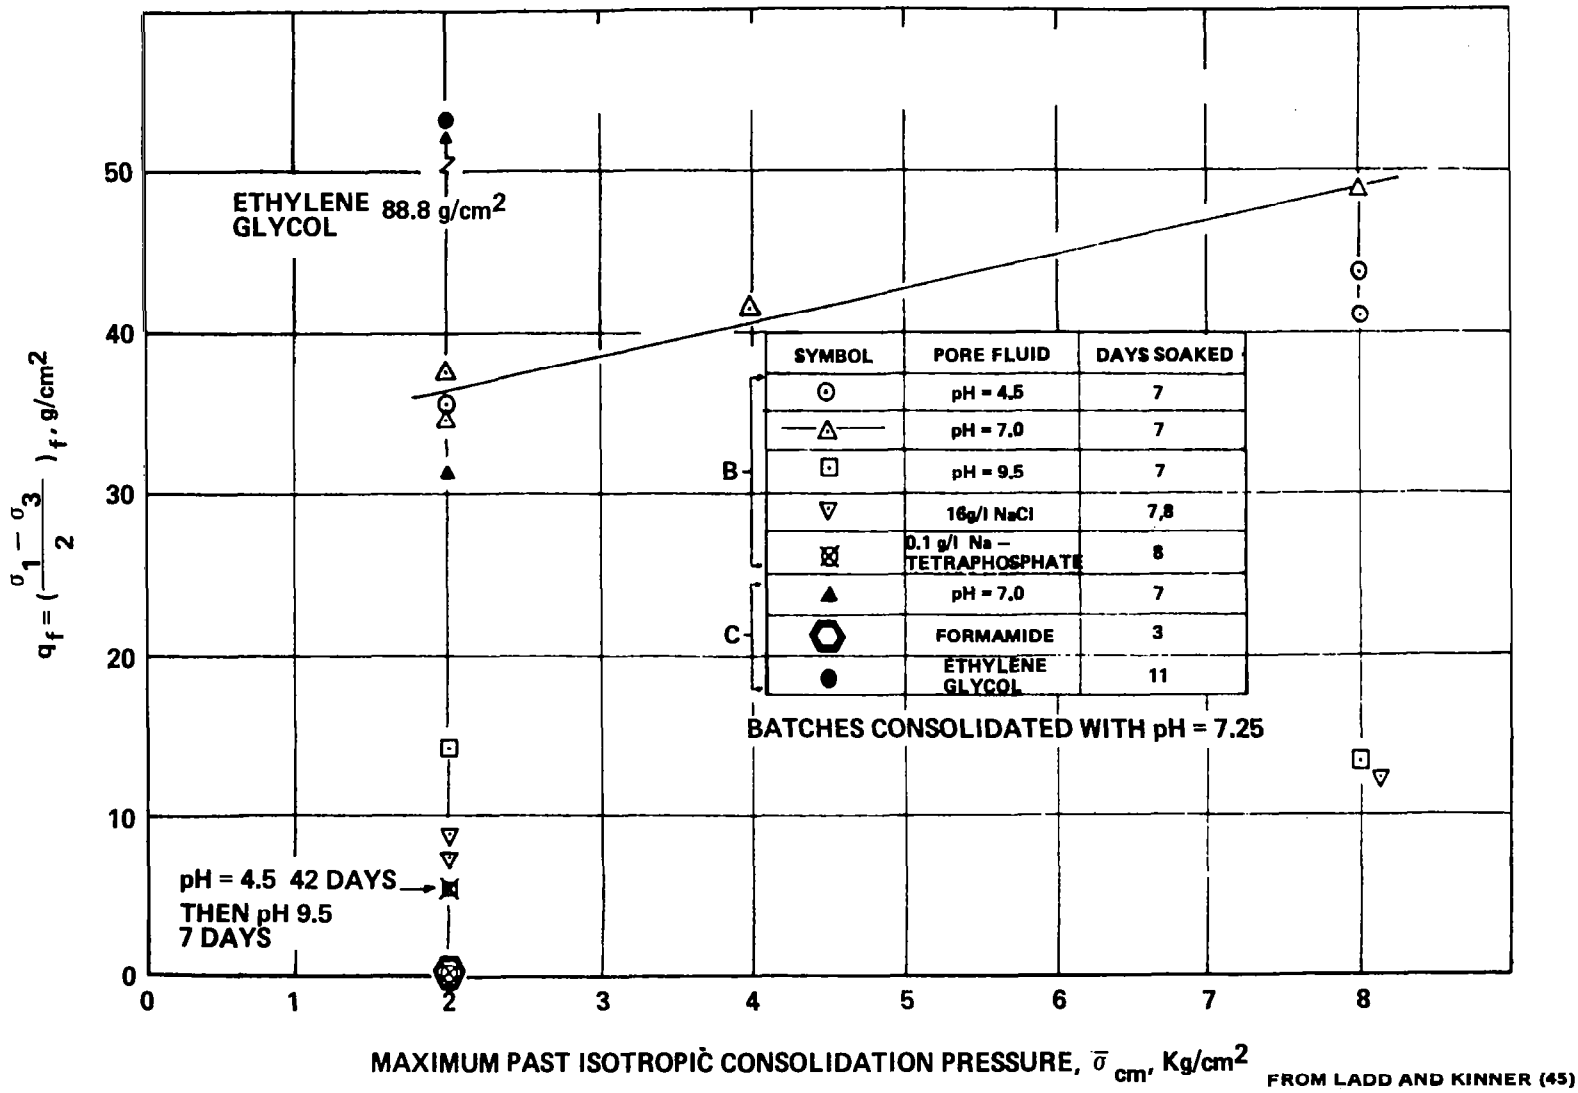 50
ETHYLENE GLYCOL 88.8 g/cm2
40
30
20
10
0
qf = (σ1 − σ3 / 2)f, g/cm2
SYMBOL PORE FLUID DAYS SOAKED
pH = 4.5 7
pH = 7.0 7
B
pH = 9.5 7
16g/l NaCl 7,8
0.1 g/l Na – TETRAPHOSPHATE 8
pH = 7.0 7
C
FORMAMIDE 3
ETHYLENE GLYCOL 11
BATCHES CONSOLIDATED WITH pH = 7.25
pH = 4.5 42 DAYS
THEN pH 9.5
7 DAYS
0 1 2 3 4 5 6 7 8
MAXIMUM PAST ISOTROPIC CONSOLIDATION PRESSURE, σ̅cm, Kg/cm2
FROM LADD AND KINNER (45)